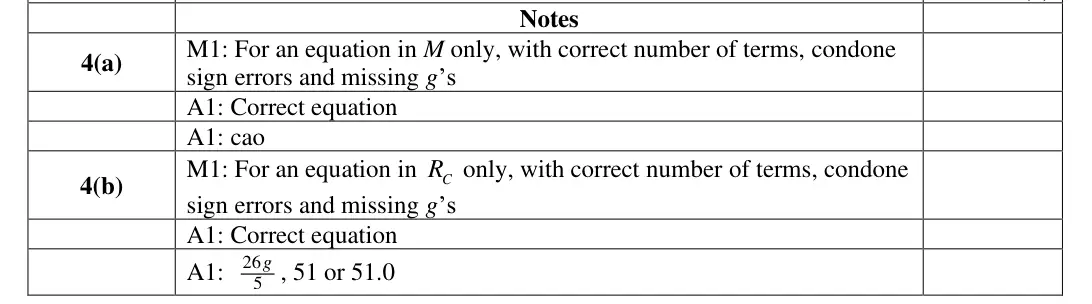 Notes
4(a)
M1: For an equation in M only, with correct number of terms, condone
sign errors and missing g’s
A1: Correct equation
A1: cao
4(b)
M1: For an equation in R_C only, with correct number of terms, condone
sign errors and missing g’s
A1: Correct equation
A1: 26g/5 , 51 or 51.0